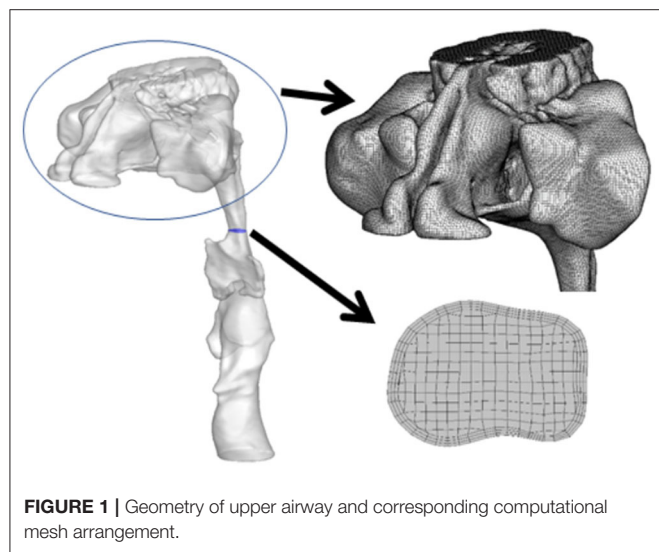 FIGURE 1 | Geometry of upper airway and corresponding computational
mesh arrangement.